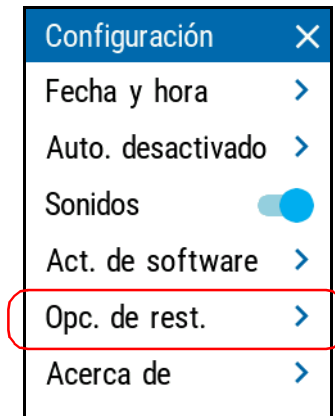 Configuración
Fecha y hora
Auto. desactivado
Sonidos
Act. de software
Opc. de rest.
Acerca de